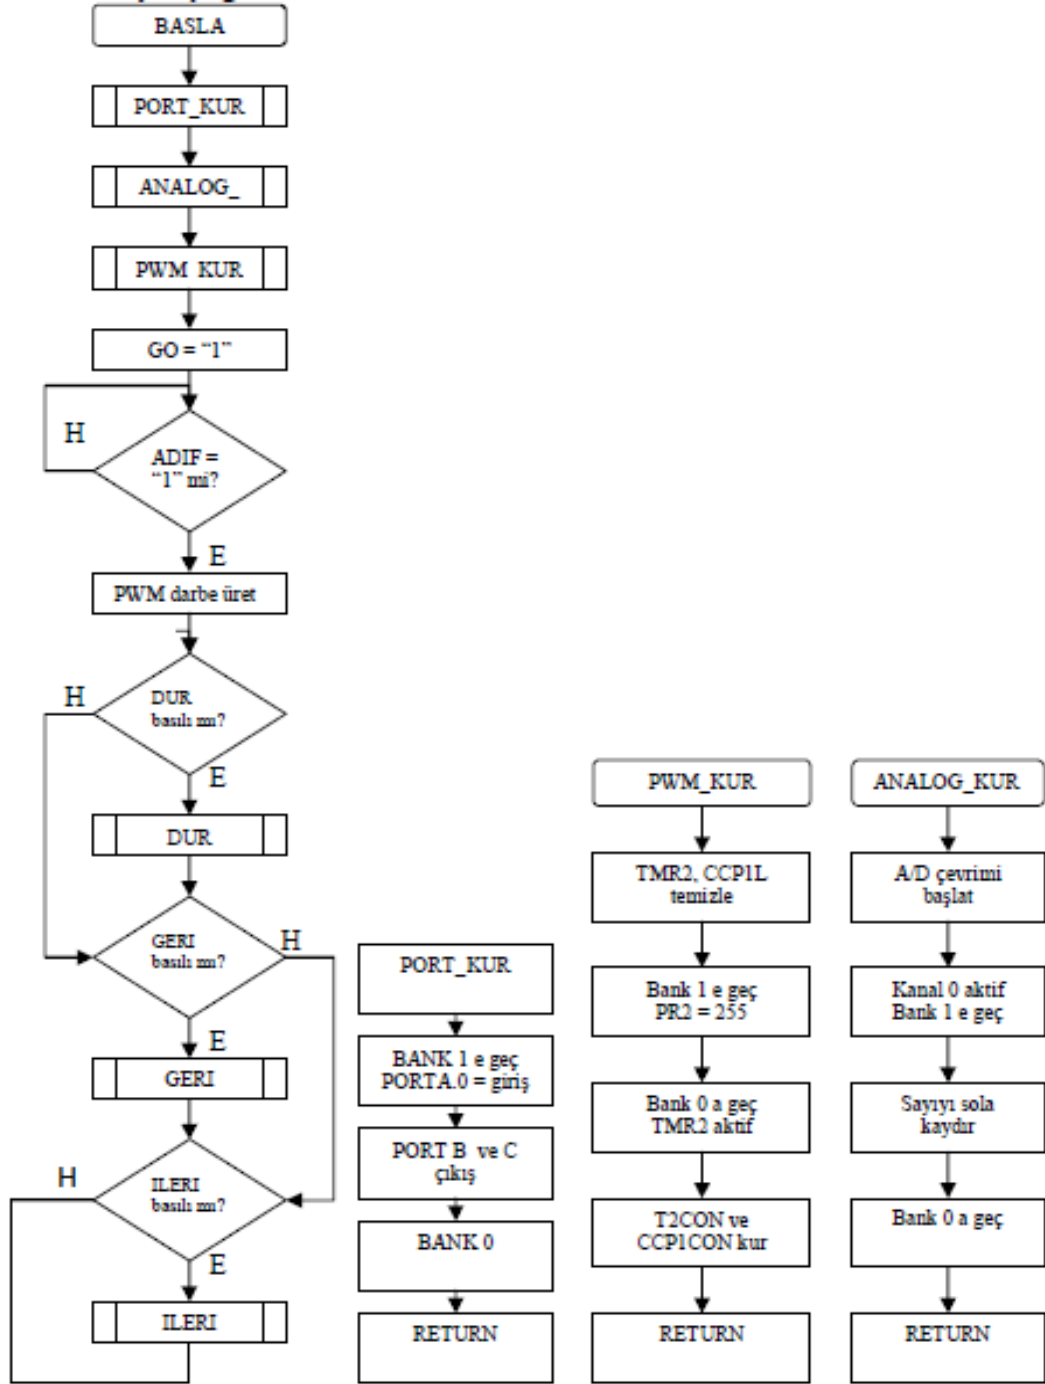 BASLA
PORT_KUR
ANALOG_
PWM KUR
GO = “1”
H
ADIF =
“1” mi?
E
PWM darbe üret
H
DUR
basılı mı?
E
DUR
GERI
basılı mı?
H
E
GERI
H
ILERI
basılı mı?
E
ILERI
PORT_KUR
BANK 1 e geç
PORTA.0 = giriş
PORT B ve C
çıkış
BANK 0
RETURN
PWM_KUR
TMR2, CCP1L
temizle
Bank 1 e geç
PR2 = 255
Bank 0 a geç
TMR2 aktif
T2CON ve
CCP1CON kur
RETURN
ANALOG_KUR
A/D çevrimi
başlat
Kanal 0 aktif
Bank 1 e geç
Sayıyı sola
kaydır
Bank 0 a geç
RETURN